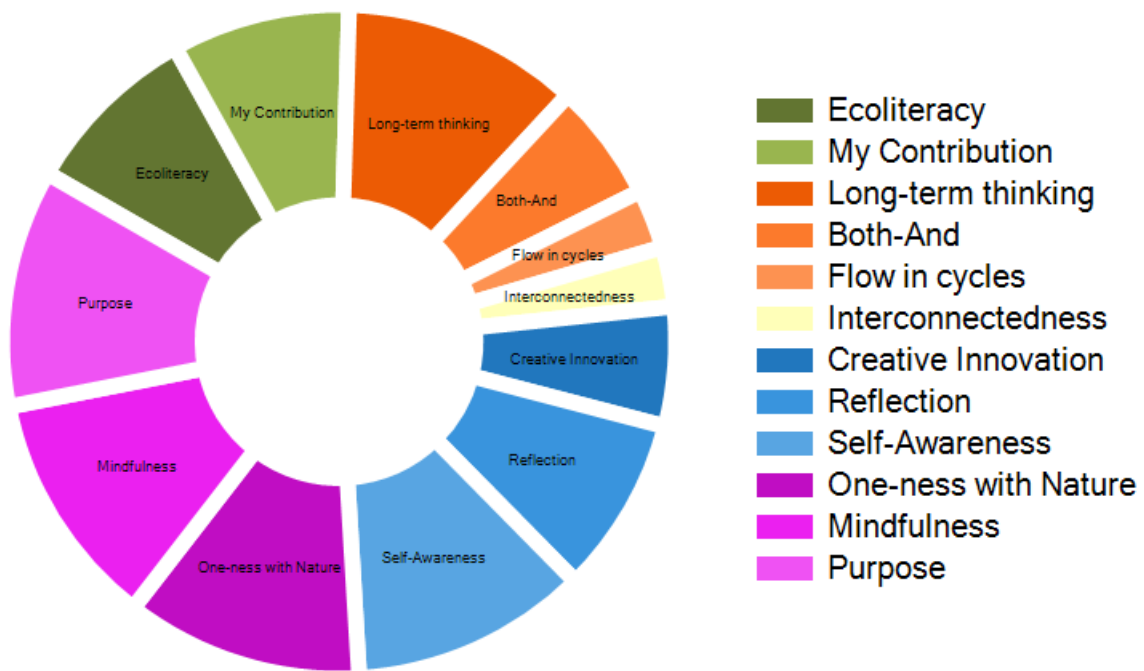 My Contribution
Long-term thinking
Ecoliteracy
Both-And
Flow in cycles
Interconnectedness
Purpose
Creative Innovation
Mindfulness
Reflection
One-ness with Nature
Self-Awareness
Ecoliteracy
My Contribution
Long-term thinking
Both-And
Flow in cycles
Interconnectedness
Creative Innovation
Reflection
Self-Awareness
One-ness with Nature
Mindfulness
Purpose